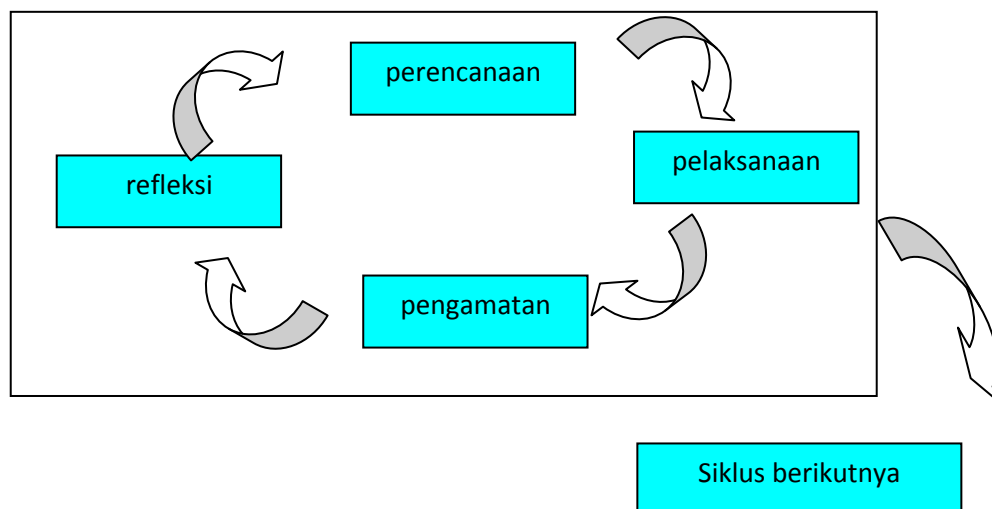 perencanaan
pelaksanaan
refleksi
pengamatan
Siklus berikutnya